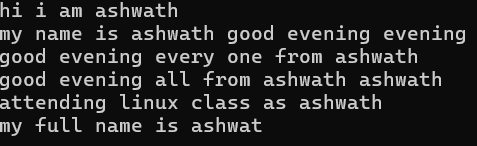 hi i am ashwath
my name is ashwath good evening evening
good evening every one from ashwath
good evening all from ashwath ashwath
attending linux class as ashwath
my full name is ashwat